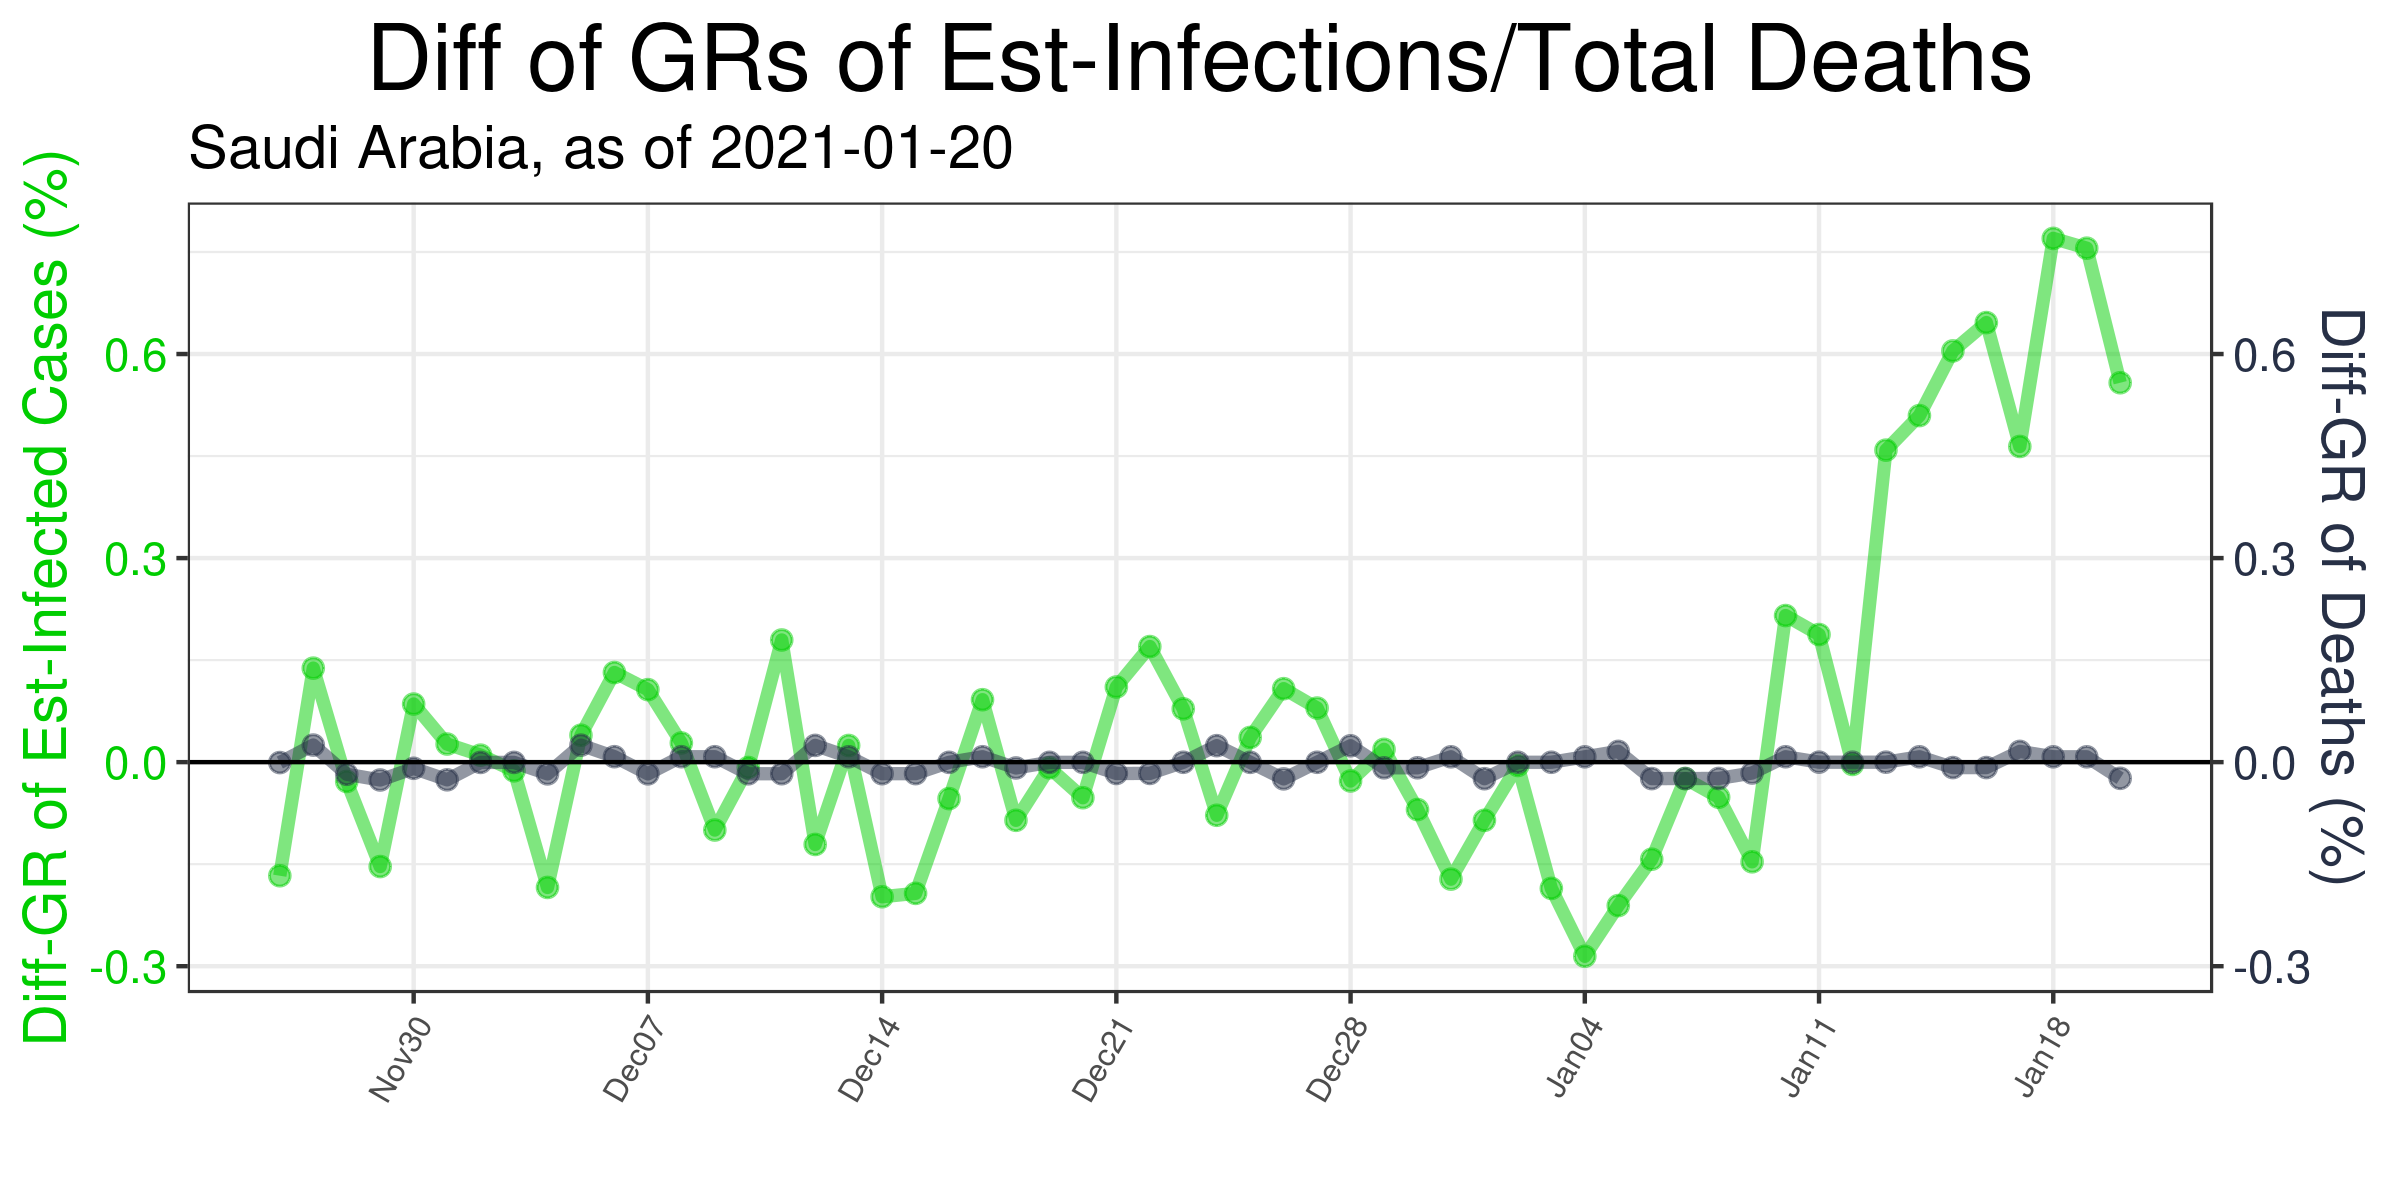 Diff of GRs of Est-Infections/Total Deaths
Saudi Arabia, as of 2021-01-20
Diff-GR of Est-Infected Cases (%)
0.6
0.3
0.0
-0.3
0.6
0.3
0.0
-0.3
Diff-GR of Deaths (%)
Nov30
Dec07
Dec14
Dec21
Dec28
Jan04
Jan11
Jan18